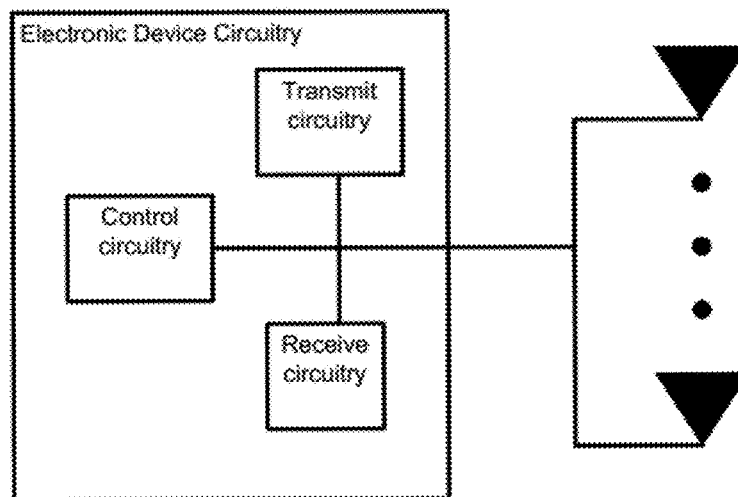 Electronic Device Circuitry
Transmit
circuitry
Control
circuitry
Receive
circuitry